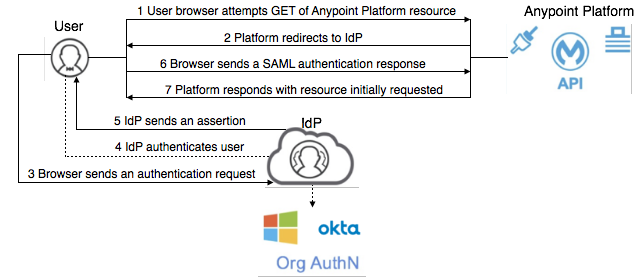 1 User browser attempts GET of Anypoint Platform resource
User
Anypoint Platform
2 Platform redirects to IdP
6 Browser sends a SAML authentication response
API
7 Platform responds with resource initially requested
5 IdP sends an assertion
IdP
4 IdP authenticates user
3 Browser sends an authentication request
okta
Org AuthN